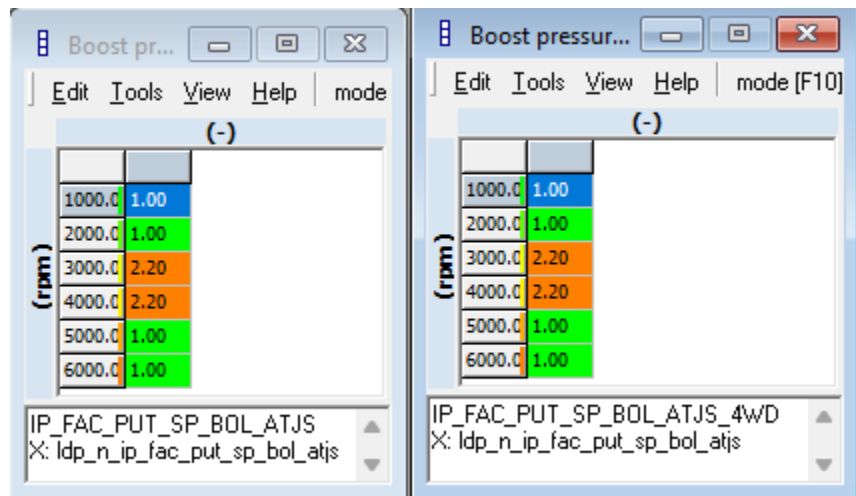 Boost pr...
Edit Tools View Help mode
(-)
(rpm)
1000.0 1.00
2000.0 1.00
3000.0 2.20
4000.0 2.20
5000.0 1.00
6000.0 1.00
IP_FAC_PUT_SP_BOL_ATJS
X: ldp_n_ip_fac_put_sp_bol_atjs
Boost pressur...
Edit Tools View Help mode [F10]
(-)
(rpm)
1000.0 1.00
2000.0 1.00
3000.0 2.20
4000.0 2.20
5000.0 1.00
6000.0 1.00
IP_FAC_PUT_SP_BOL_ATJS_4WD
X: ldp_n_ip_fac_put_sp_bol_atjs